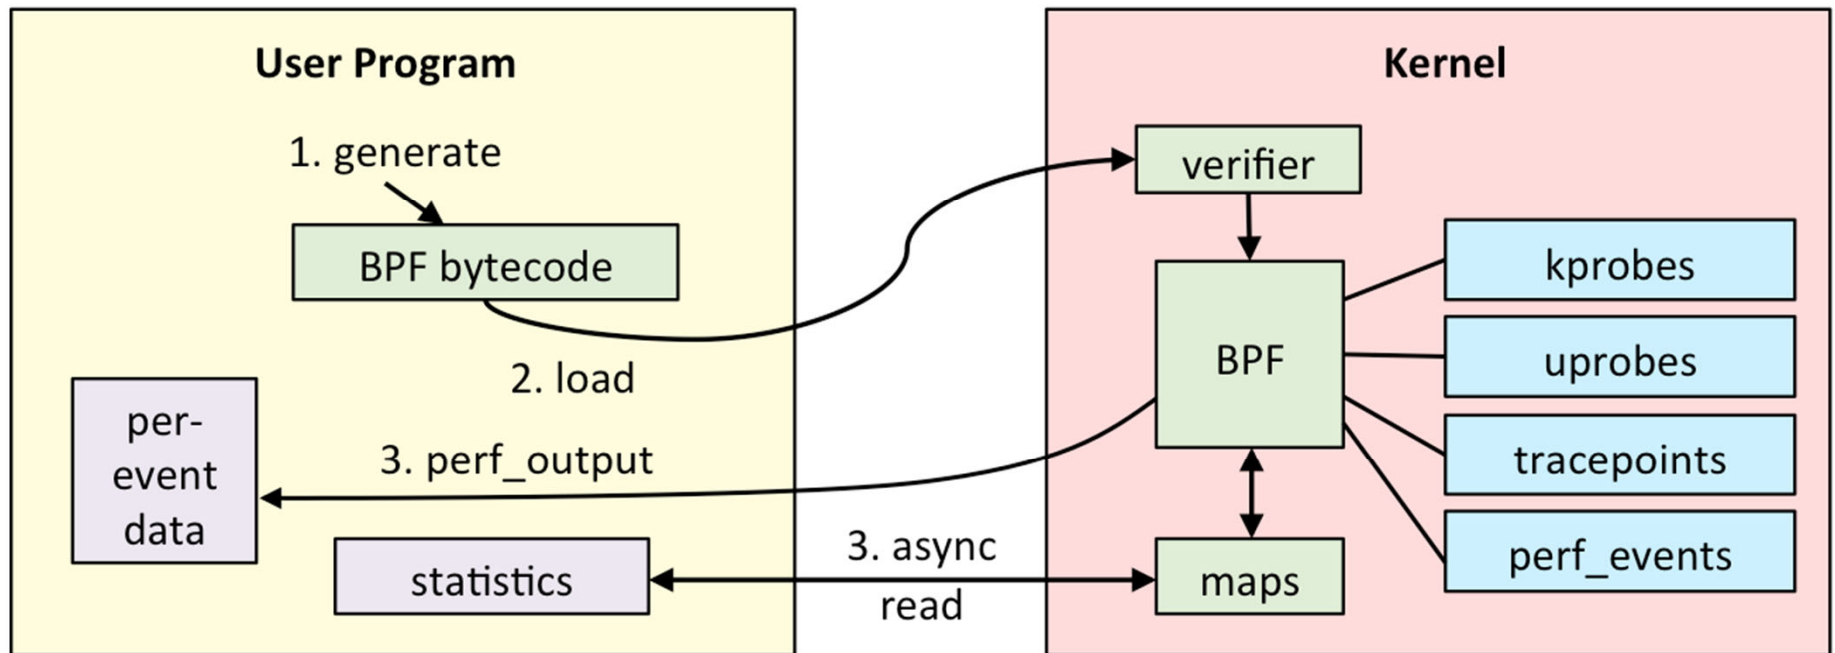 User Program
1. generate
BPF bytecode
2. load
per-
event
data
3. perf_output
statistics
3. async
read
Kernel
verifier
BPF
maps
kprobes
uprobes
tracepoints
perf_events